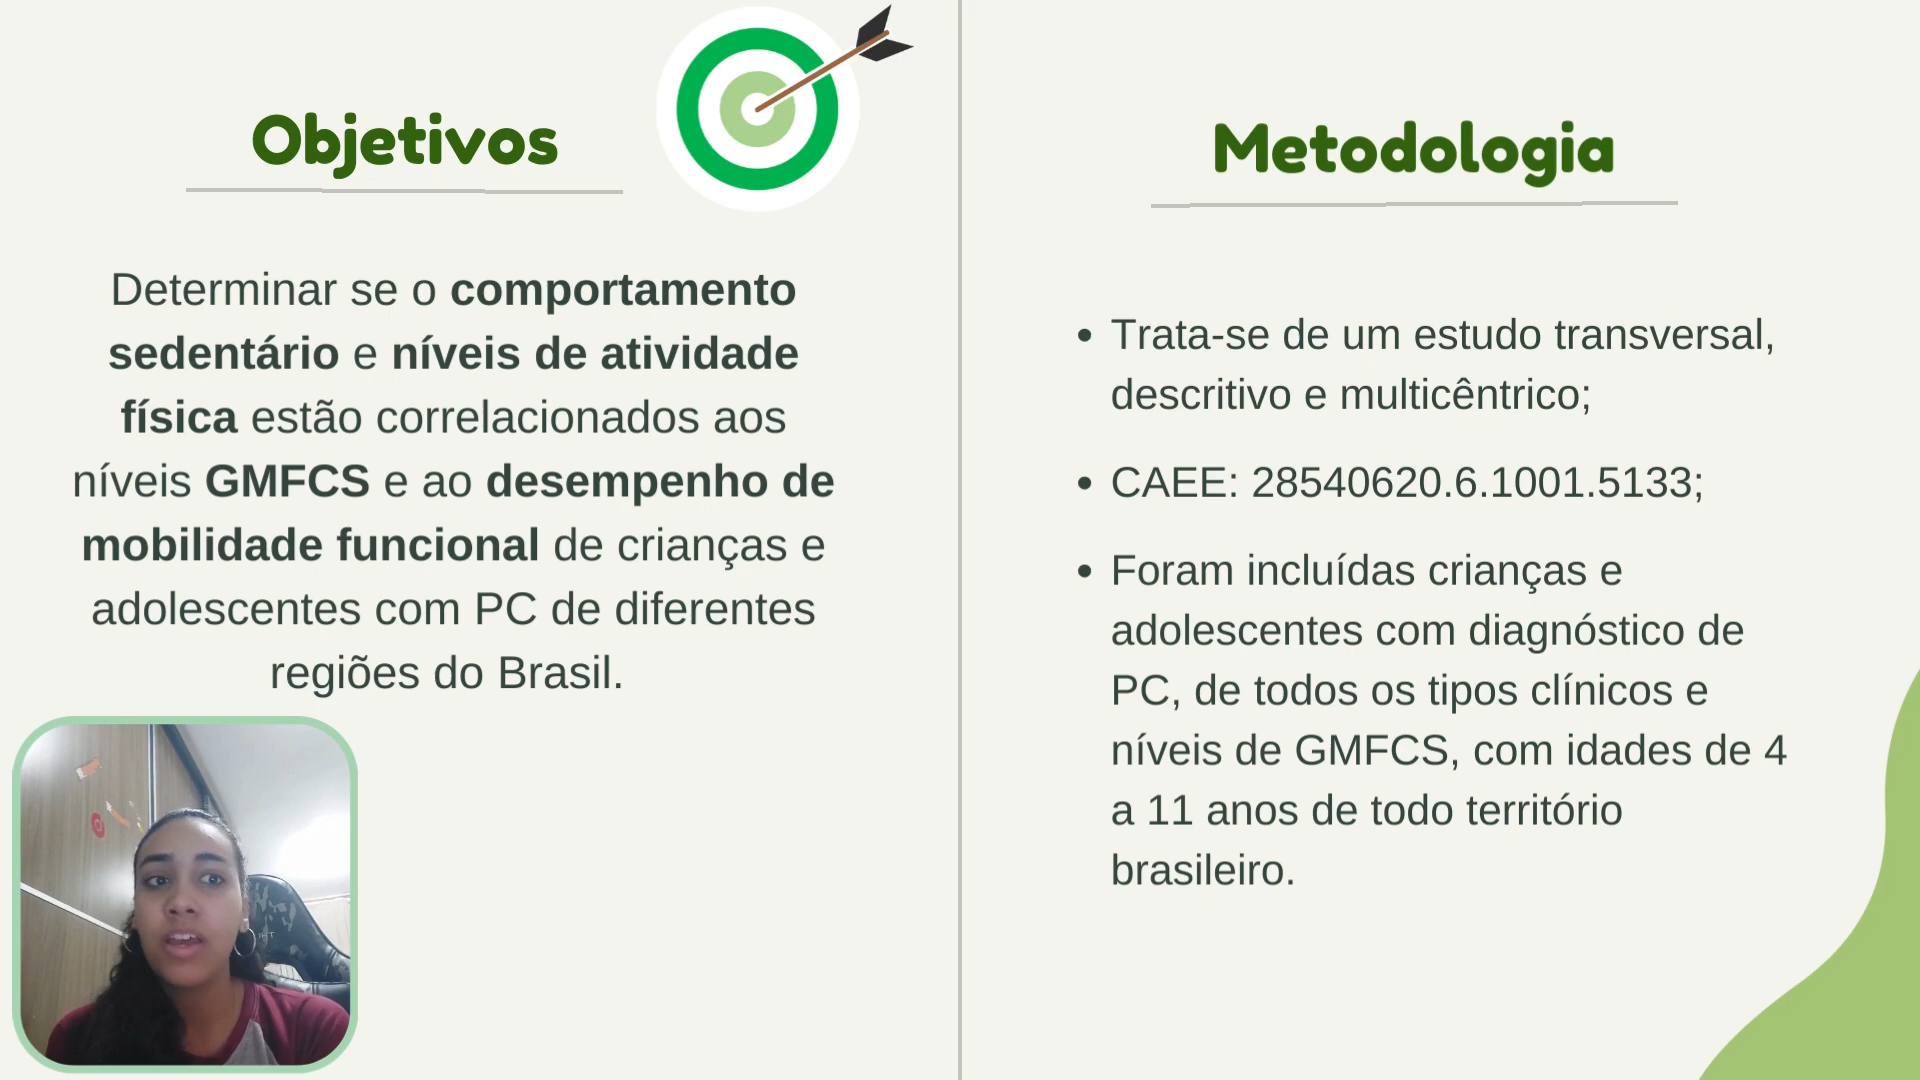 Objetivos
Determinar se o comportamento
sedentário e níveis de atividade
física estão correlacionados aos
níveis GMFCS e ao desempenho de
mobilidade funcional de crianças e
adolescentes com PC de diferentes
regiões do Brasil.
Metodologia
• Trata-se de um estudo transversal,
descritivo e multicêntrico;
• CAEE: 28540620.6.1001.5133;
• Foram incluídas crianças e
adolescentes com diagnóstico de
PC, de todos os tipos clínicos e
níveis de GMFCS, com idades de 4
a 11 anos de todo território
brasileiro.